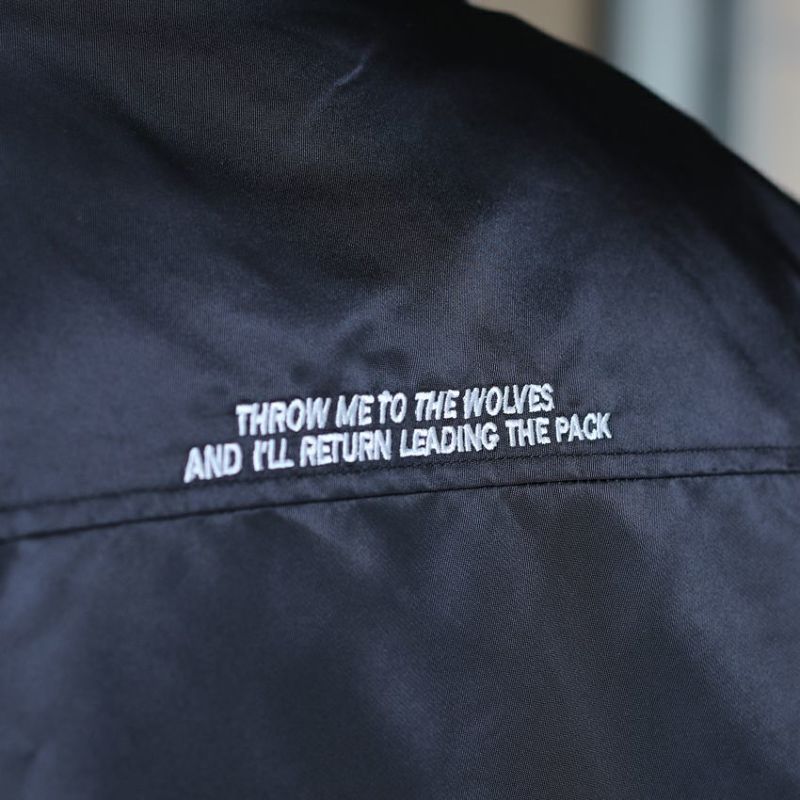 THROW ME TO THE WOLVES
AND I'LL RETURN LEADING THE PACK